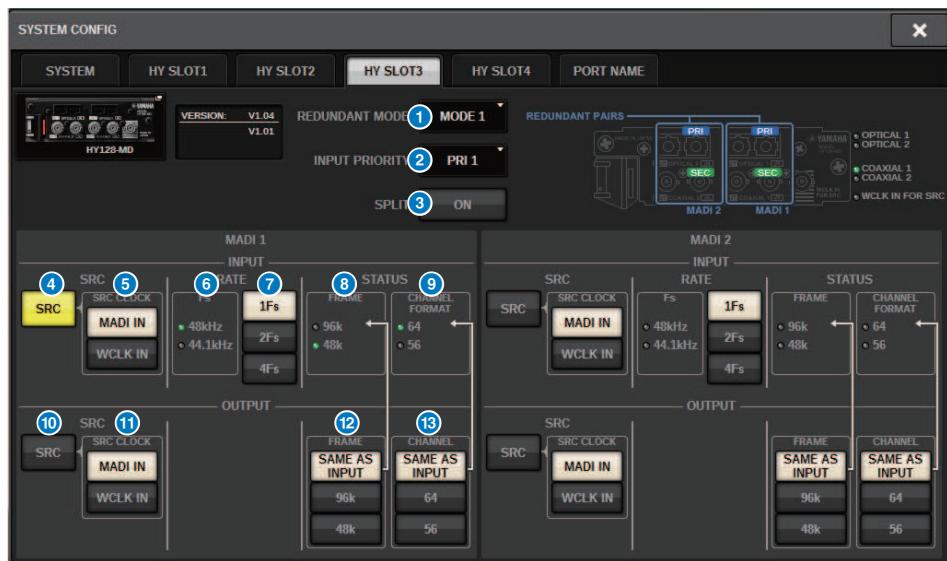 SYSTEM CONFIG
SYSTEM
HY SLOT1
HY SLOT2
HY SLOT3
HY SLOT4
PORT NAME
HY128-MD
VERSION: V1.04
V1.01
REDUNDANT MODE 1 MODE 1
INPUT PRIORITY 2 PRI 1
SPLIT 3 ON
REDUNDANT PAIRS
PRI PRI
SEC SEC
MADI 2 MADI 1
YAMAHA
OPTICAL 1
OPTICAL 2
COAXIAL 1
COAXIAL 2
WCLK IN FOR SRC
MADI 1
INPUT
4 5 6 7 8 9
SRC RATE STATUS
SRC
SRC CLOCK
MADI IN
WCLK IN
Fs
48kHz
44.1kHz
1Fs
2Fs
4Fs
FRAME
96k
48k
CHANNEL
FORMAT
64
56
OUTPUT
10 11 12 13
SRC
SRC
SRC CLOCK
MADI IN
WCLK IN
FRAME
SAME AS
INPUT
96k
48k
CHANNEL
SAME AS
INPUT
64
56
MADI 2
INPUT
SRC RATE STATUS
SRC
SRC CLOCK
MADI IN
WCLK IN
Fs
48kHz
44.1kHz
1Fs
2Fs
4Fs
FRAME
96k
48k
CHANNEL
FORMAT
64
56
OUTPUT
SRC
SRC
SRC CLOCK
MADI IN
WCLK IN
FRAME
SAME AS
INPUT
96k
48k
CHANNEL
SAME AS
INPUT
64
56